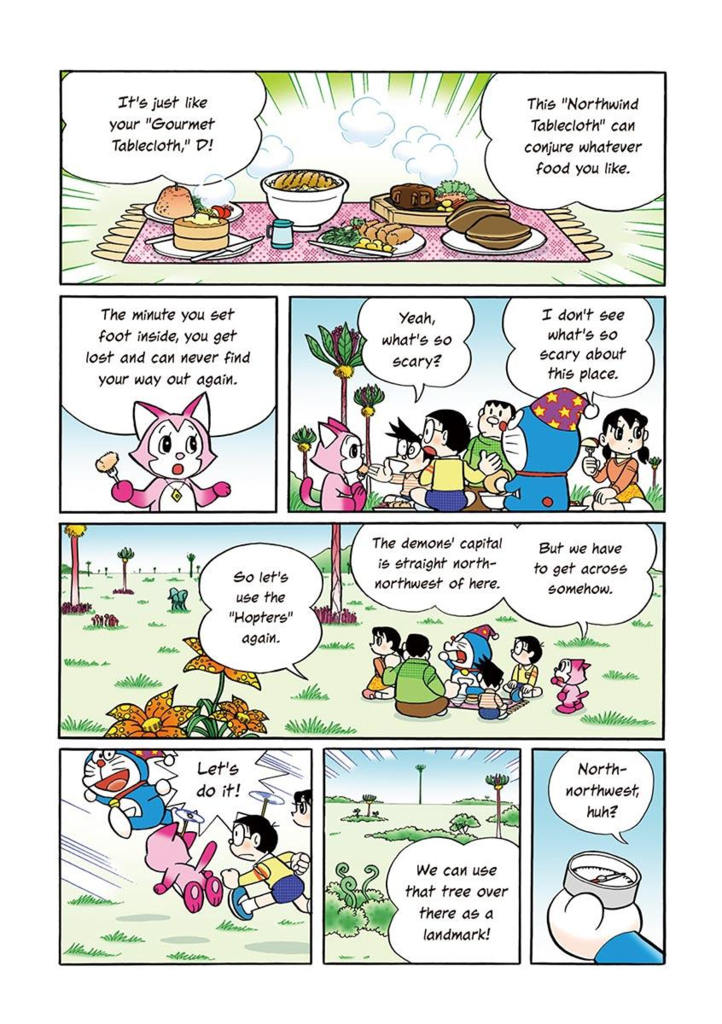 It's just like
your "Gourmet
Tablecloth," D!
This "Northwind
Tablecloth" can
conjure whatever
food you like.
The minute you set
foot inside, you get
lost and can never find
your way out again.
Yeah,
what's so
scary?
I don't see
what's so
scary about
this place.
So let's
use the
"Hopters"
again.
The demons' capital
is straight north-
northwest of here.
But we have
to get across
somehow.
Let's
do it!
We can use
that tree over
there as a
landmark!
North-
northwest,
huh?